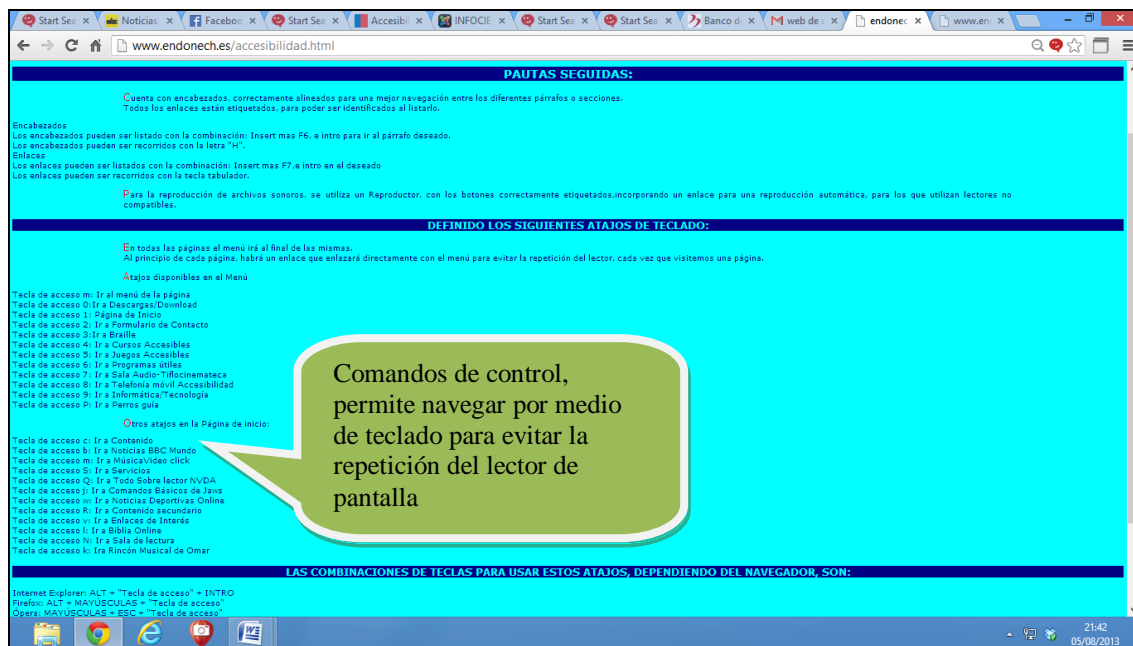 Start Sea
Noticias
Faceboo
Start Sea
Accesibil
INFOCIE
Start Sea
Start Sea
Banco d
web de
endonec
www.en
www.endonech.es/accesibilidad.html
PAUTAS SEGUIDAS:
Cuenta con encabezados, correctamente alineados para una mejor navegación entre los diferentes párrafos o secciones.
Todos los enlaces están etiquetados, para poder ser identificados al listarlo.
Encabezados
Los encabezados pueden ser listado con la combinación: Insert mas F6, e intro para ir al párrafo deseado.
Los encabezados pueden ser recorridos con la letra "H".
Enlaces
Los enlaces pueden ser listados con la combinación: Insert mas F7,e intro en el deseado
Los enlaces pueden ser recorridos con la tecla tabulador.
Para la reproducción de archivos sonoros, se utiliza un Reproductor, con los botones correctamente etiquetados,incorporando un enlace para una reproducción automática, para los que utilizan lectores no
compatibles.
DEFINIDO LOS SIGUIENTES ATAJOS DE TECLADO:
En todas las páginas el menú irá al final de las mismas.
Al principio de cada página, habrá un enlace que enlazará directamente con el menú para evitar la repetición del lector, cada vez que visitemos una página.
Atajos disponibles en el Menú
Tecla de acceso m: Ir al menú de la página
Tecla de acceso 0:Ir a Descargas/Download
Tecla de acceso 1: Página de Inicio
Tecla de acceso 2: Ir a Formulario de Contacto
Tecla de acceso 3:Ir a Braille
Tecla de acceso 4: Ir a Cursos Accesibles
Tecla de acceso 5: Ir a Juegos Accesibles
Tecla de acceso 6: Ir a Programas útiles
Tecla de acceso 7: Ir a Sala Audio-Tiflocinemateca
Tecla de acceso 8: Ir a Telefonía móvil Accesibilidad
Tecla de acceso 9: Ir a Informática/Tecnología
Tecla de acceso P: Ir a Perros guía
Otros atajos en la Página de inicio:
Tecla de acceso c: Ir a Contenido
Tecla de acceso b: Ir a Noticias BBC Mundo
Tecla de acceso m: Ir a MúsicaVideo click
Tecla de acceso S: Ir a Servicios
Tecla de acceso Q: Ir a Todo Sobre lector NVDA
Tecla de acceso j: Ir a Comandos Básicos de Jaws
Tecla de acceso w: Ir a Noticias Deportivas Online
Tecla de acceso R: Ir a Contenido secundario
Tecla de acceso v: Ir a Enlaces de Interés
Tecla de acceso l: Ir a Biblia Online
Tecla de acceso N: Ir a Sala de lectura
Tecla de acceso k: Ira Rincón Musical de Omar
Comandos de control,
permite navegar por medio
de teclado para evitar la
repetición del lector de
pantalla
LAS COMBINACIONES DE TECLAS PARA USAR ESTOS ATAJOS, DEPENDIENDO DEL NAVEGADOR, SON:
Internet Explorer: ALT + "Tecla de acceso" + INTRO
Firefox: ALT + MAYÚSCULAS + "Tecla de acceso"
Opera: MAYÚSCULAS + ESC + "Tecla de acceso"
21:42
05/08/2013